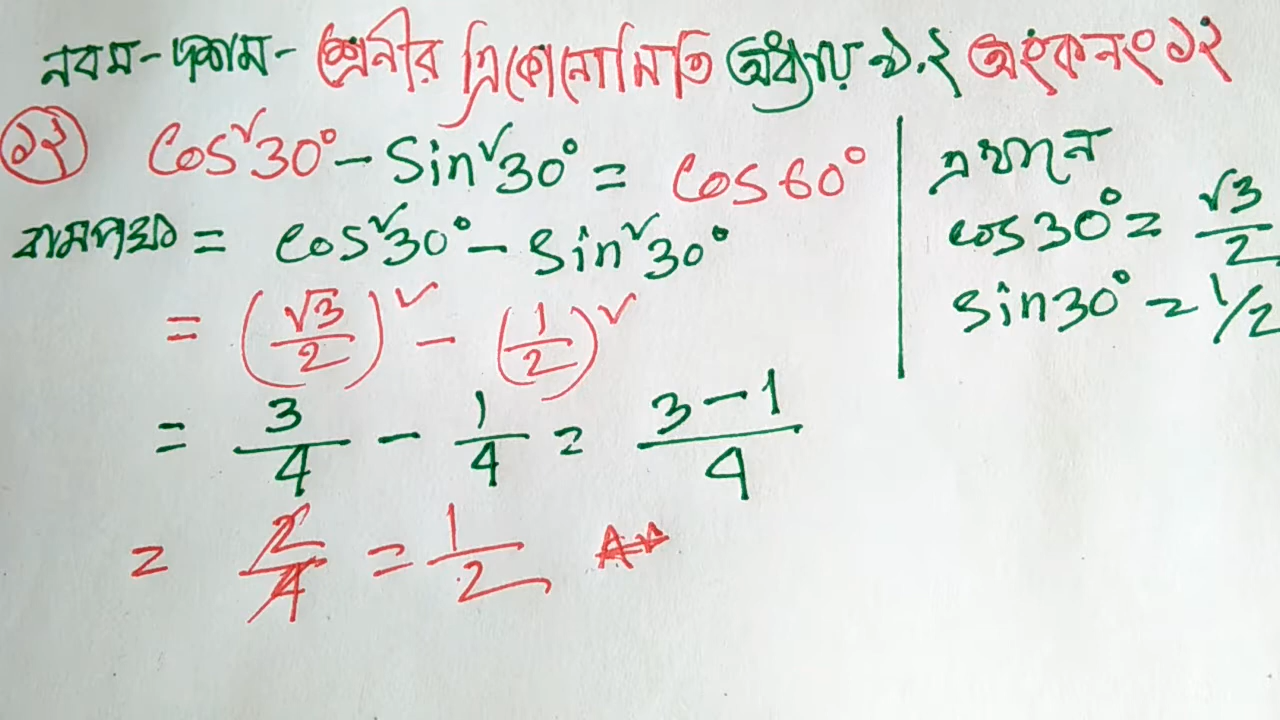 নবম-দশম-শ্রেনীর ত্রিকোনোমিতি অধ্যায় ৯.২ অংকনং ১২
১২ cos²30° - sin²30° = cos60°
বামপক্ষ = cos²30° - sin²30°
= (√3/2)² - (1/2)²
= 3/4 - 1/4 = 3-1/4
= 2/4 = 1/2
এখানে
cos30° = √3/2
sin30° = 1/2